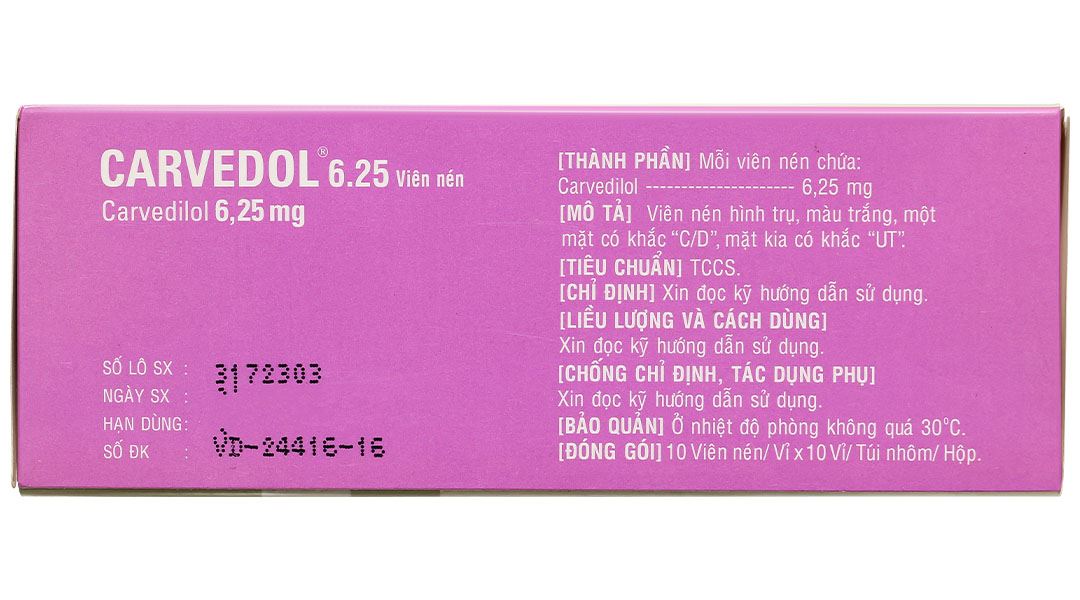 CARVEDOL® 6.25 Viên nén
Carvedilol 6,25 mg
SỐ LÔ SX : 3172303
NGÀY SX :
HẠN DÙNG:
SỐ ĐK : VD-24416-16
[THÀNH PHẦN] Mỗi viên nén chứa:
Carvedilol --------------------- 6,25 mg
[MÔ TẢ] Viên nén hình trụ, màu trắng, một
mặt có khắc “C/D”, mặt kia có khắc “UT”.
[TIÊU CHUẨN] TCCS.
[CHỈ ĐỊNH] Xin đọc kỹ hướng dẫn sử dụng.
[LIỀU LƯỢNG VÀ CÁCH DÙNG]
Xin đọc kỹ hướng dẫn sử dụng.
[CHỐNG CHỈ ĐỊNH, TÁC DỤNG PHỤ]
Xin đọc kỹ hướng dẫn sử dụng.
[BẢO QUẢN] Ở nhiệt độ phòng không quá 30°C.
[ĐÓNG GÓI] 10 Viên nén/ Vỉ x 10 Vỉ/ Túi nhôm/ Hộp.